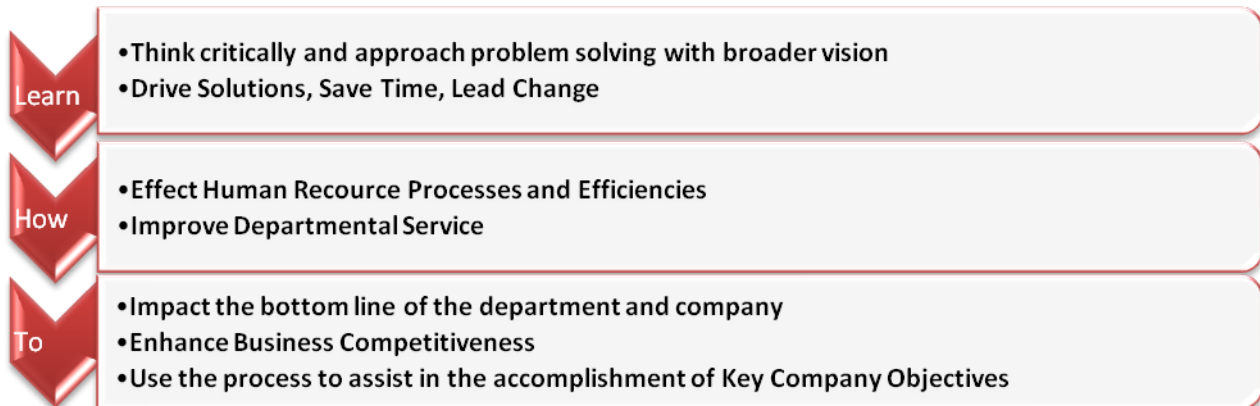 Learn
•Think critically and approach problem solving with broader vision
•Drive Solutions, Save Time, Lead Change
How
•Effect Human Recource Processes and Efficiencies
•Improve Departmental Service
To
•Impact the bottom line of the department and company
•Enhance Business Competitiveness
•Use the process to assist in the accomplishment of Key Company Objectives